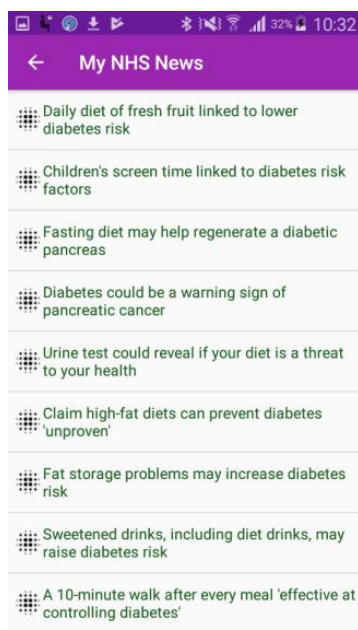 32% 10:32
My NHS News
Daily diet of fresh fruit linked to lower
diabetes risk
Children's screen time linked to diabetes risk
factors
Fasting diet may help regenerate a diabetic
pancreas
Diabetes could be a warning sign of
pancreatic cancer
Urine test could reveal if your diet is a threat
to your health
Claim high-fat diets can prevent diabetes
'unproven'
Fat storage problems may increase diabetes
risk
Sweetened drinks, including diet drinks, may
raise diabetes risk
A 10-minute walk after every meal 'effective at
controlling diabetes'